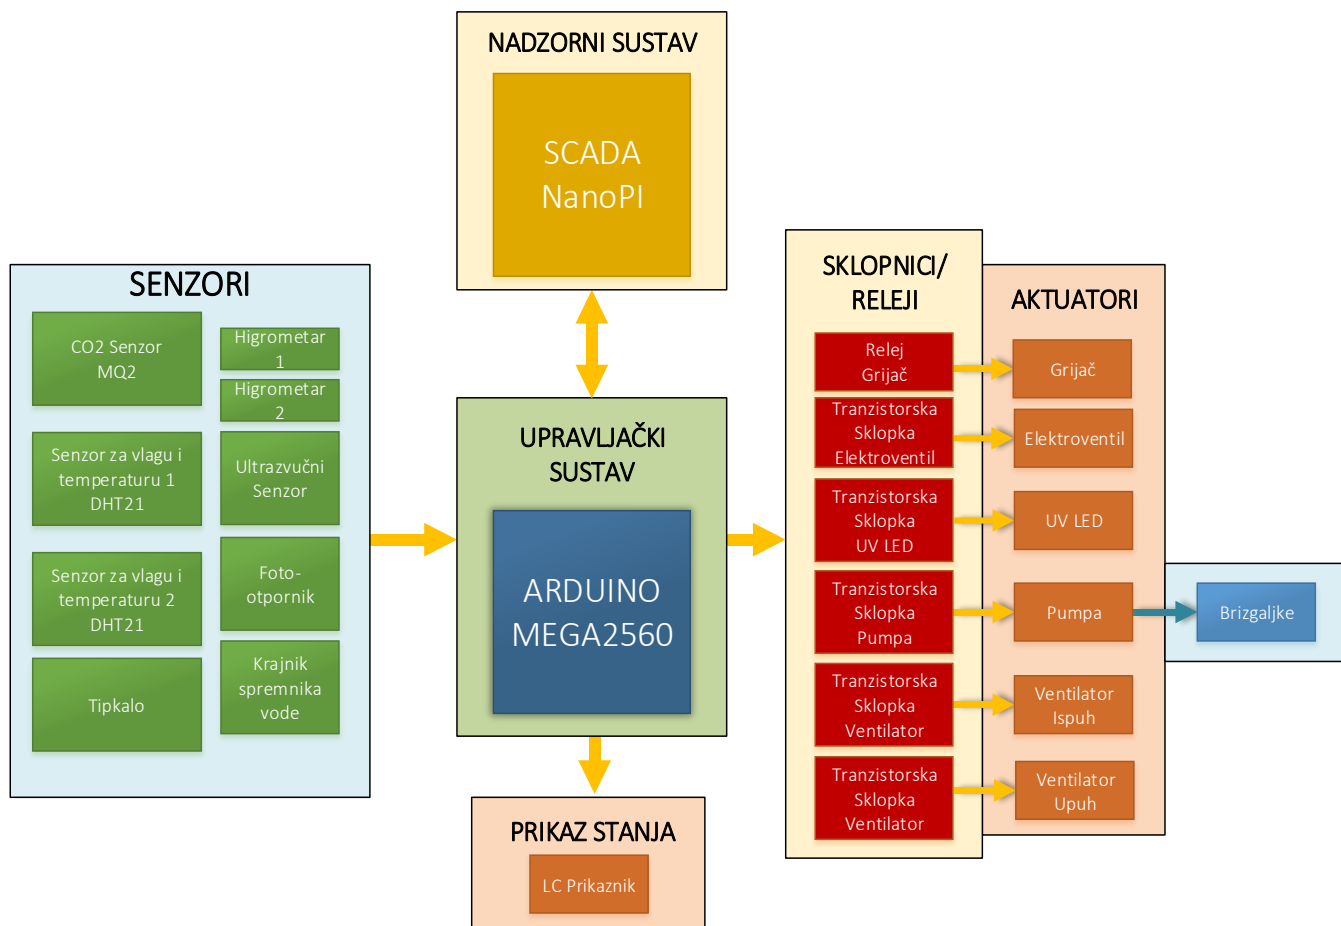 NADZORNI SUSTAV
SCADA
NanoPI
SENZORI
CO2 Senzor
MQ2
Senzor za vlagu i
temperaturu 1
DHT21
Senzor za vlagu i
temperaturu 2
DHT21
Tipkalo
Higrometar
1
Higrometar
2
Ultrazvučni
Senzor
Foto-
otpornik
Krajnik
spremnika
vode
UPRAVLJAČKI
SUSTAV
ARDUINO
MEGA2560
PRIKAZ STANJA
LC Prikaznik
SKLOPNICI/
RELEJI
Relej
Grijač
Tranzistorska
Sklopka
Elektroventil
Tranzistorska
Sklopka
UV LED
Tranzistorska
Sklopka
Pumpa
Tranzistorska
Sklopka
Ventilator
Tranzistorska
Sklopka
Ventilator
AKTUATORI
Grijač
Elektroventil
UV LED
Pumpa
Ventilator
Ispuh
Ventilator
Upuh
Brizgaljke